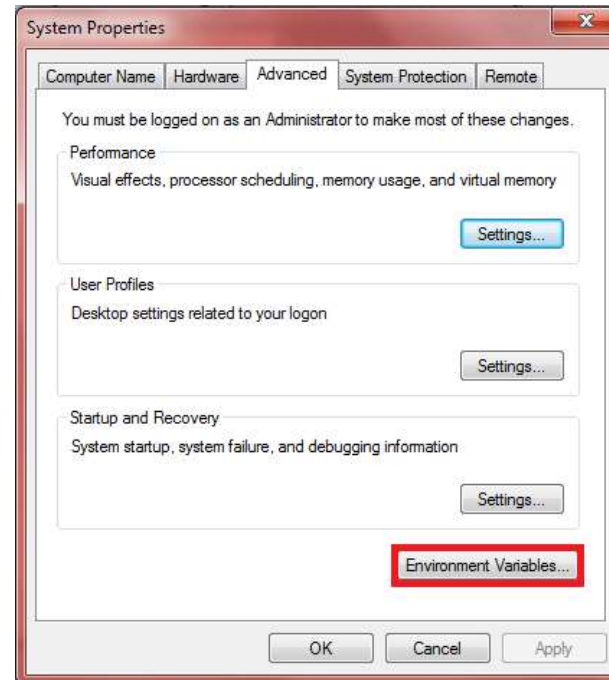 System Properties
Computer Name Hardware Advanced System Protection Remote
You must be logged on as an Administrator to make most of these changes.
Performance
Visual effects, processor scheduling, memory usage, and virtual memory
Settings...
User Profiles
Desktop settings related to your logon
Settings...
Startup and Recovery
System startup, system failure, and debugging information
Settings...
Environment Variables...
OK Cancel Apply